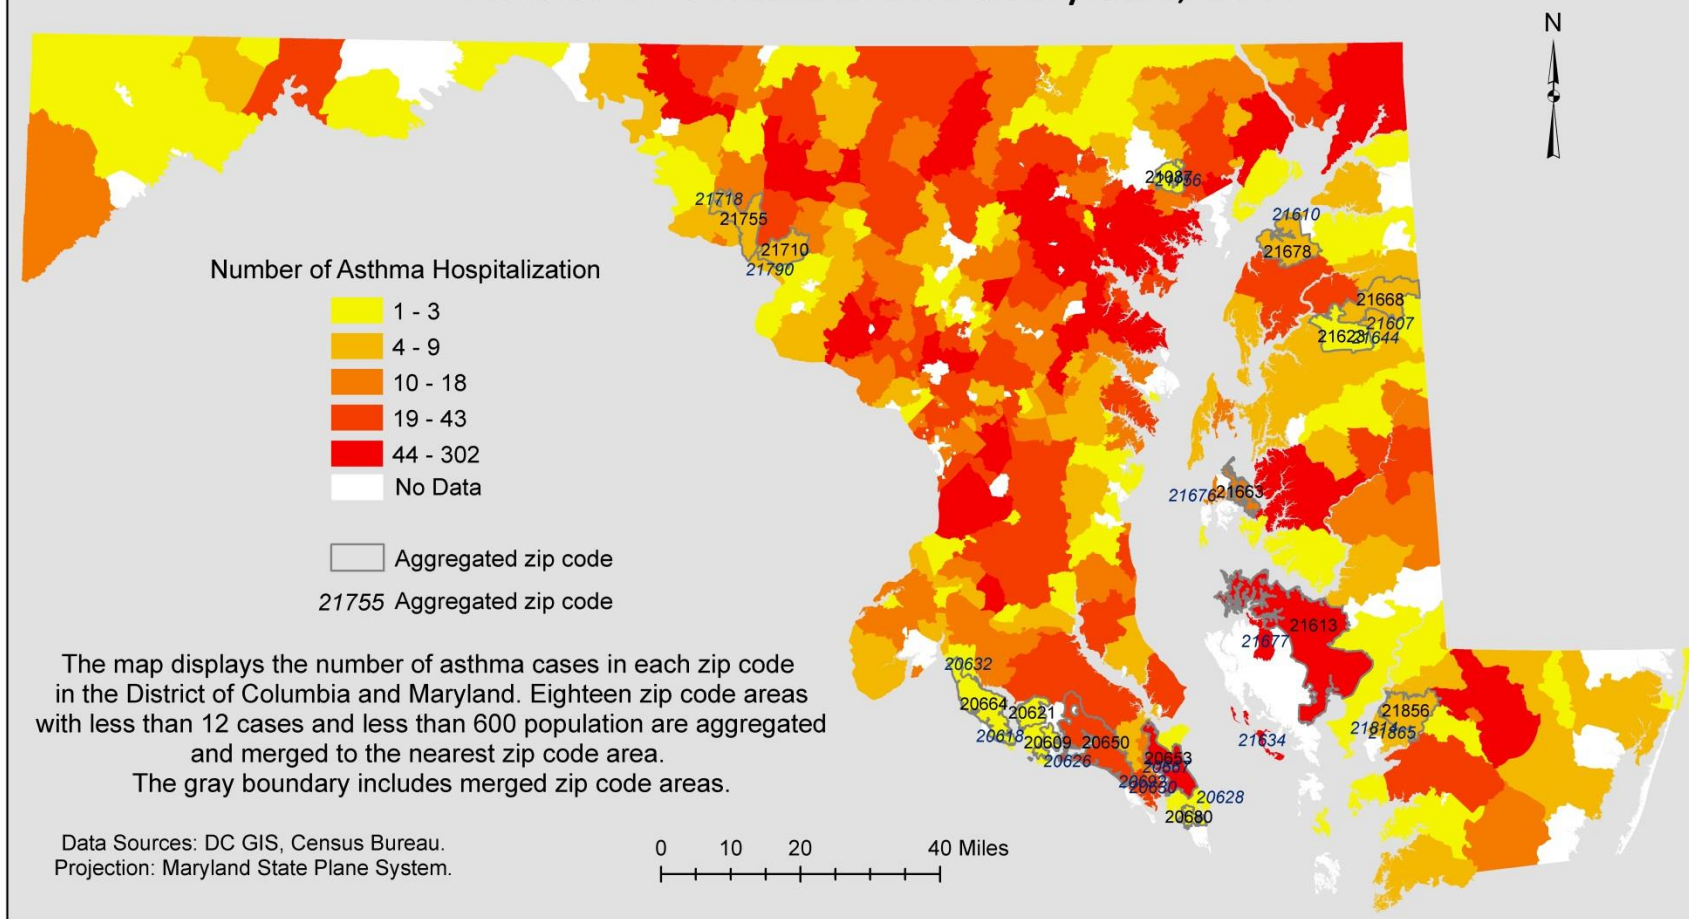 N
21087
21718
21755
21710
21790
21610
21678
21668
21607
21623
21644
Number of Asthma Hospitalization
1 - 3
4 - 9
10 - 18
19 - 43
44 - 302
No Data
Aggregated zip code
21755 Aggregated zip code
21676
21663
21613
21677
21634
The map displays the number of asthma cases in each zip code
in the District of Columbia and Maryland. Eighteen zip code areas
with less than 12 cases and less than 600 population are aggregated
and merged to the nearest zip code area.
The gray boundary includes merged zip code areas.
20632
20664
20621
20618
20609
20650
20626
20653
20628
20680
21856
21814
21865
Data Sources: DC GIS, Census Bureau.
Projection: Maryland State Plane System.
0 10 20 40 Miles